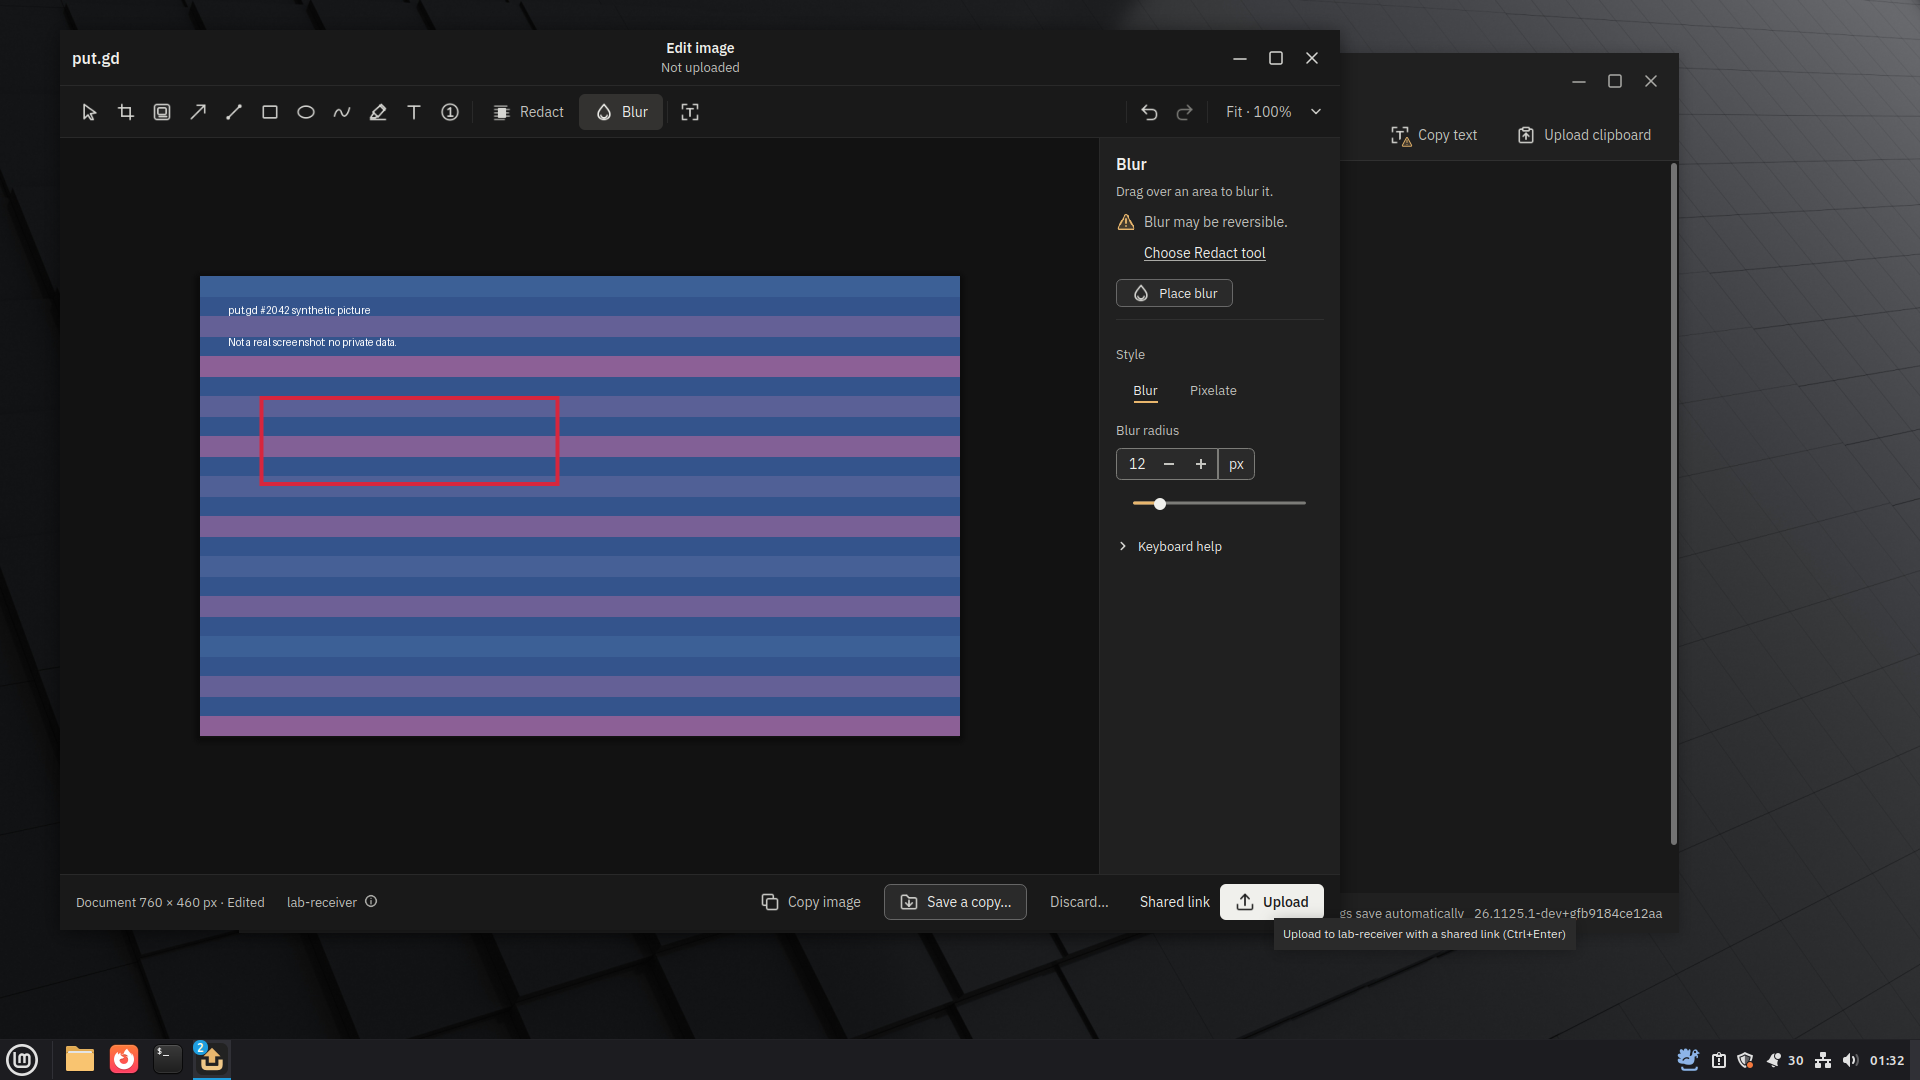 put.gd
Edit image
Not uploaded
Redact
Blur
Fit · 100%
Copy text
Upload clipboard
put.gd #2042 synthetic picture
Not a real screenshot: no private data.
Blur
Drag over an area to blur it.
Blur may be reversible.
Choose Redact tool
Place blur
Style
Blur
Pixelate
Blur radius
12
px
Keyboard help
Document 760 × 460 px · Edited
lab-receiver
Copy image
Save a copy...
Discard...
Shared link
Upload
gs save automatically
26.1125.1-dev+gfb9184ce12aa
Upload to lab-receiver with a shared link (Ctrl+Enter)
2
30
01:32